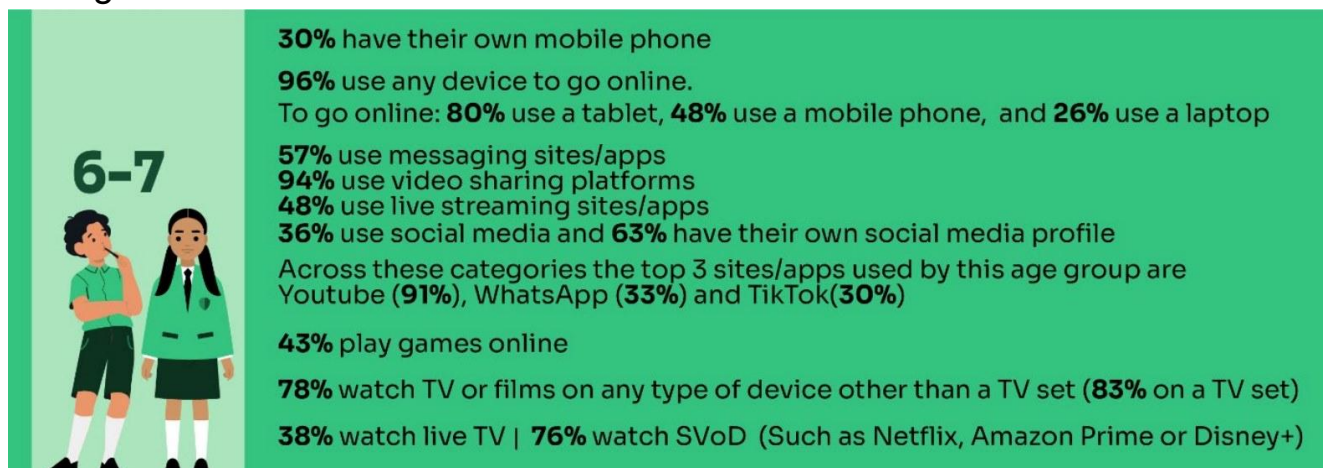 6-7
30% have their own mobile phone
96% use any device to go online.
To go online: 80% use a tablet, 48% use a mobile phone, and 26% use a laptop
57% use messaging sites/apps
94% use video sharing platforms
48% use live streaming sites/apps
36% use social media and 63% have their own social media profile
Across these categories the top 3 sites/apps used by this age group are
Youtube (91%), WhatsApp (33%) and TikTok(30%)
43% play games online
78% watch TV or films on any type of device other than a TV set (83% on a TV set)
38% watch live TV | 76% watch SVoD (Such as Netflix, Amazon Prime or Disney+)